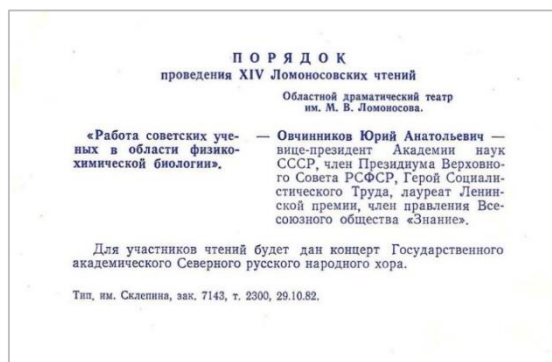 ПОРЯДОК
проведения XIV Ломоносовских чтений
Областной драматический театр
им. М. В. Ломоносова.
«Работа советских уче-
ных в области физико-
химической биологии».
— Овчинников Юрий Анатольевич —
вице-президент Академии наук
СССР, член Президиума Верховно-
го Совета РСФСР, Герой Социали-
стического Труда, лауреат Ленин-
ской премии, член правления Все-
союзного общества «Знание».
Для участников чтений будет дан концерт Государственного
академического Северного русского народного хора.
Тип. им. Склепина, зак. 7143, т. 2300, 29.10.82.